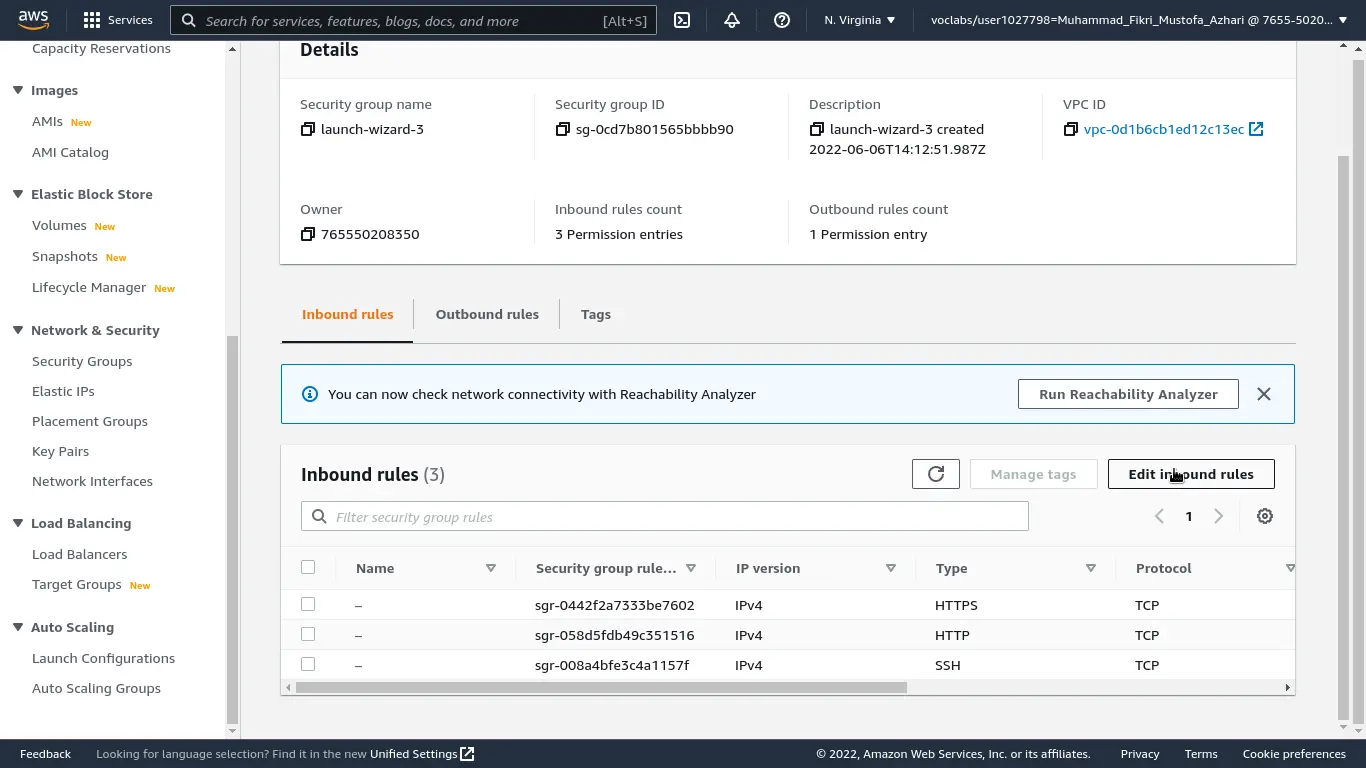 aws
Services
Search for services, features, blogs, docs, and more
[Alt+S]
N. Virginia
voclabs/user1027798=Muhammad_Fikri_Mustofa_Azhari @ 7655-5020...
Capacity Reservations
Images
AMIs New
AMI Catalog
Elastic Block Store
Volumes New
Snapshots New
Lifecycle Manager New
Network & Security
Security Groups
Elastic IPs
Placement Groups
Key Pairs
Network Interfaces
Load Balancing
Load Balancers
Target Groups New
Auto Scaling
Launch Configurations
Auto Scaling Groups
Details
Security group name
launch-wizard-3
Security group ID
sg-0cd7b801565bbbb90
Description
launch-wizard-3 created
2022-06-06T14:12:51.987Z
VPC ID
vpc-0d1b6cb1ed12c13ec
Owner
765550208350
Inbound rules count
3 Permission entries
Outbound rules count
1 Permission entry
Inbound rules
Outbound rules
Tags
You can now check network connectivity with Reachability Analyzer
Run Reachability Analyzer
Inbound rules (3)
Manage tags
Edit inbound rules
Filter security group rules
1
Name Security group rule... IP version Type Protocol
– sgr-0442f2a7333be7602 IPv4 HTTPS TCP
– sgr-058d5fdb49c351516 IPv4 HTTP TCP
– sgr-008a4bfe3c4a1157f IPv4 SSH TCP
Feedback
Looking for language selection? Find it in the new Unified Settings
© 2022, Amazon Web Services, Inc. or its affiliates.
Privacy
Terms
Cookie preferences